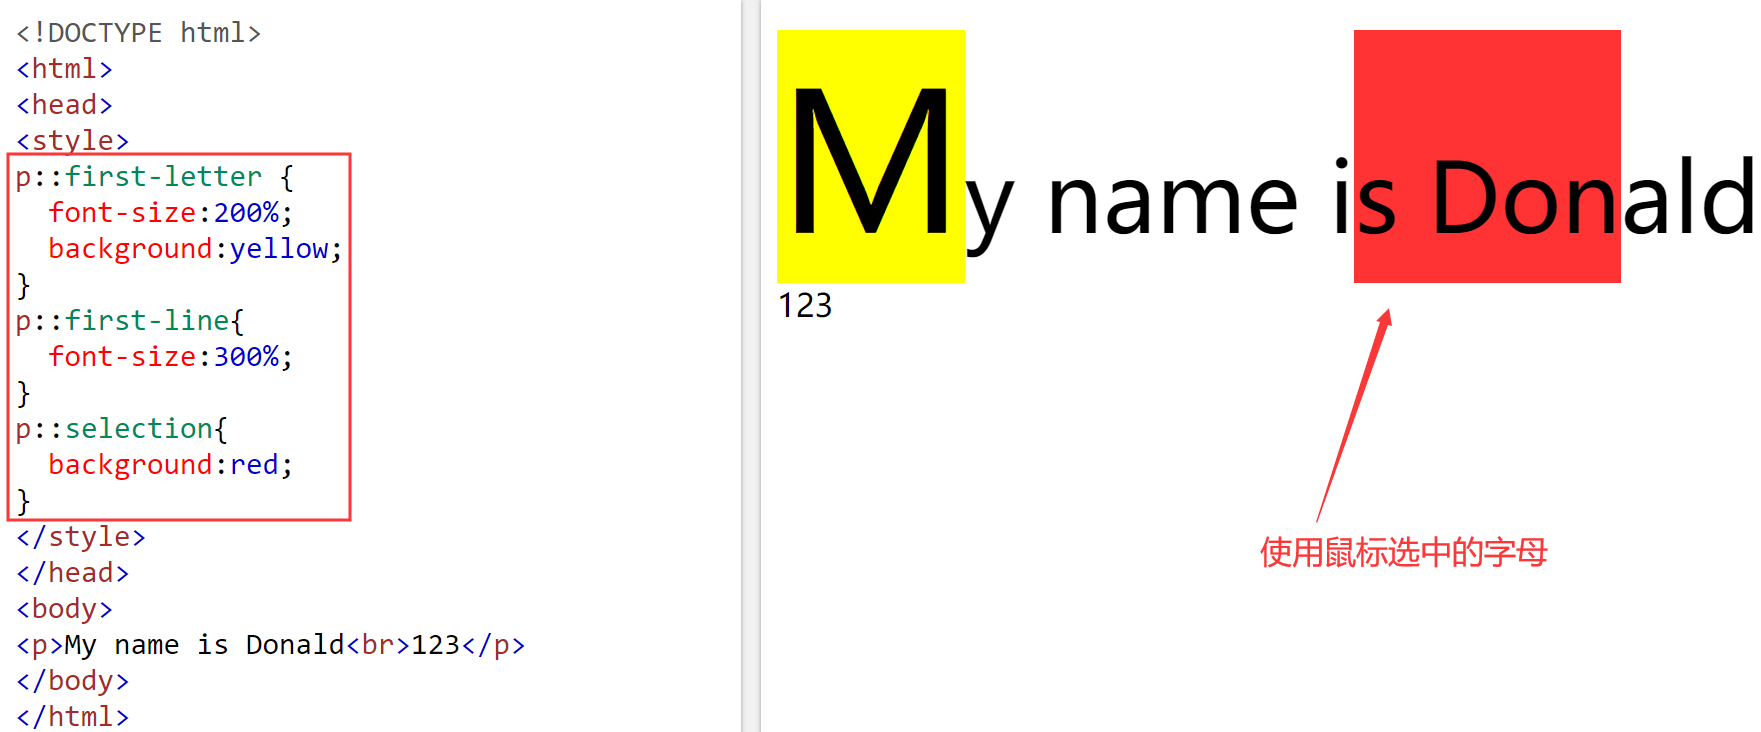 <!DOCTYPE html>
<html>
<head>
<style>
p::first-letter {
  font-size:200%;
  background:yellow;
}
p::first-line{
  font-size:300%;
}
p::selection{
  background:red;
}
</style>
</head>
<body>
<p>My name is Donald<br>123</p>
</body>
</html>
My name is Donald
123
使用鼠标选中的字母